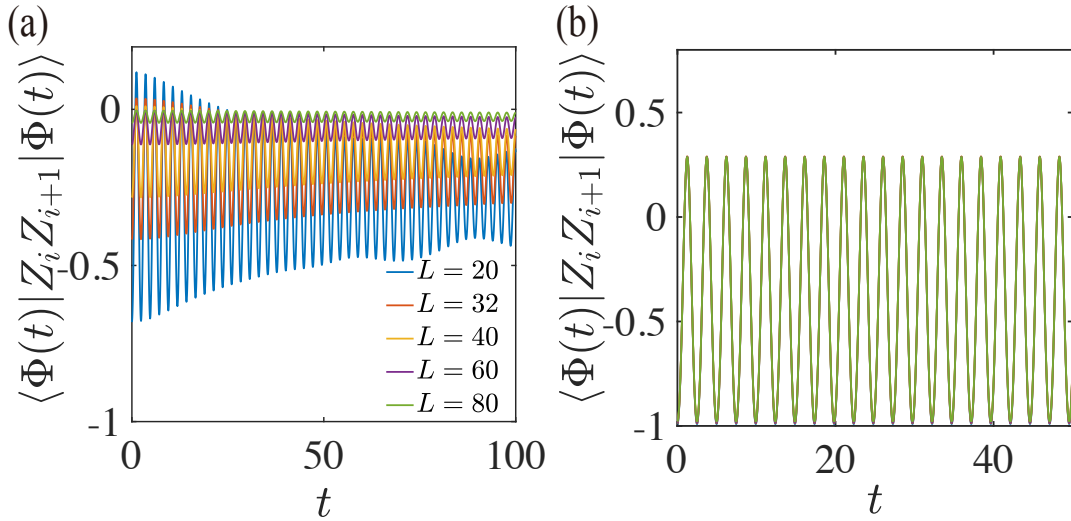 (a)
⟨Φ(t)|Z_iZ_{i+1}|Φ(t)⟩
0
-0.5
-1
L = 20
L = 32
L = 40
L = 60
L = 80
0
50
100
t
(b)
⟨Φ(t)|Z_iZ_{i+1}|Φ(t)⟩
0.5
0
-0.5
-1
0
20
40
t